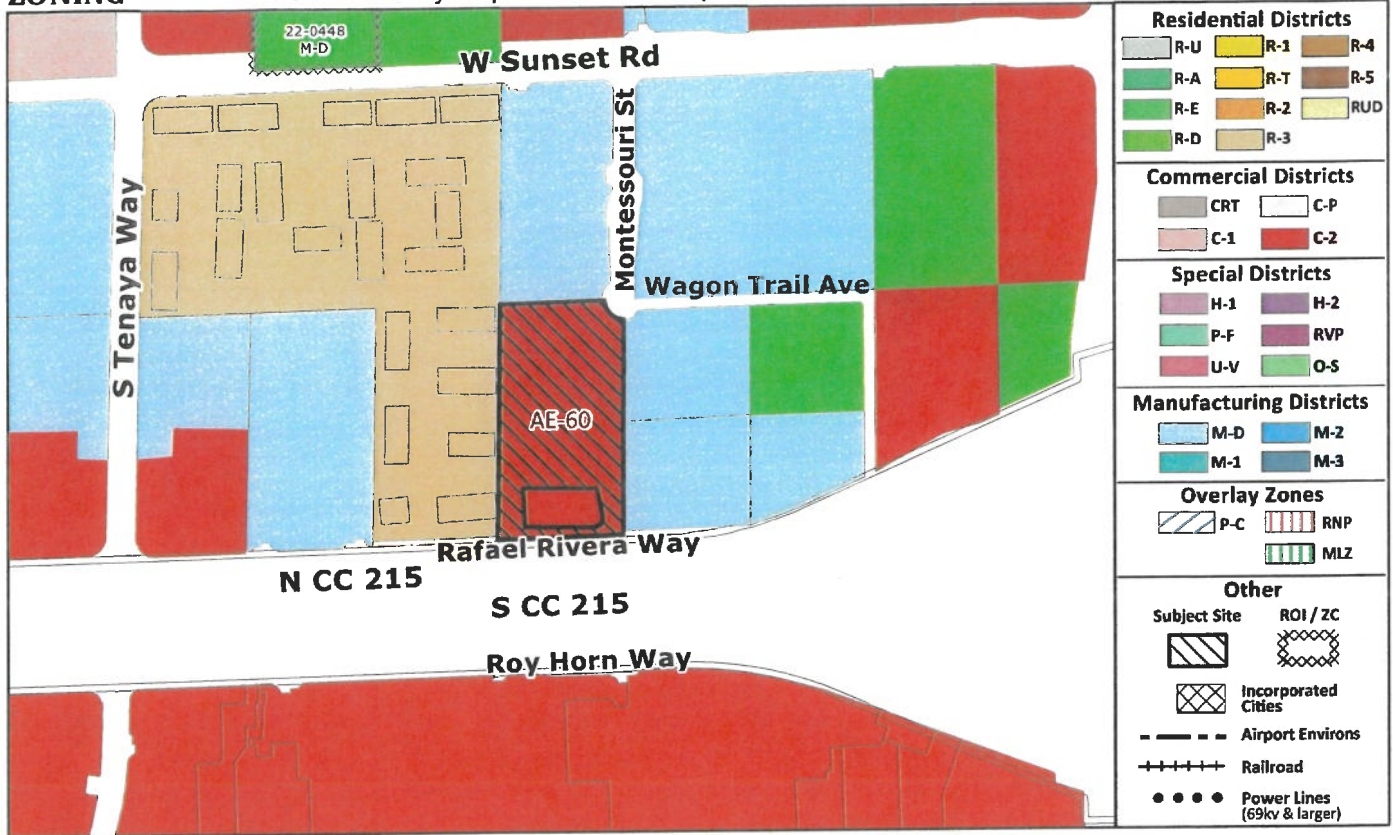 ZONING
22-0448
M-D
W Sunset Rd
S Tenaya Way
Montessouri St
Wagon Trail Ave
AE-60
Rafael Rivera Way
N CC 215
S CC 215
Roy Horn Way
Residential Districts
R-U R-1 R-4
R-A R-T R-5
R-E R-2 RUD
R-D R-3
Commercial Districts
CRT C-P
C-1 C-2
Special Districts
H-1 H-2
P-F RVP
U-V O-S
Manufacturing Districts
M-D M-2
M-1 M-3
Overlay Zones
P-C RNP
MLZ
Other
Subject Site ROI / ZC
Incorporated
Cities
Airport Environs
Railroad
Power Lines
(69kv & larger)